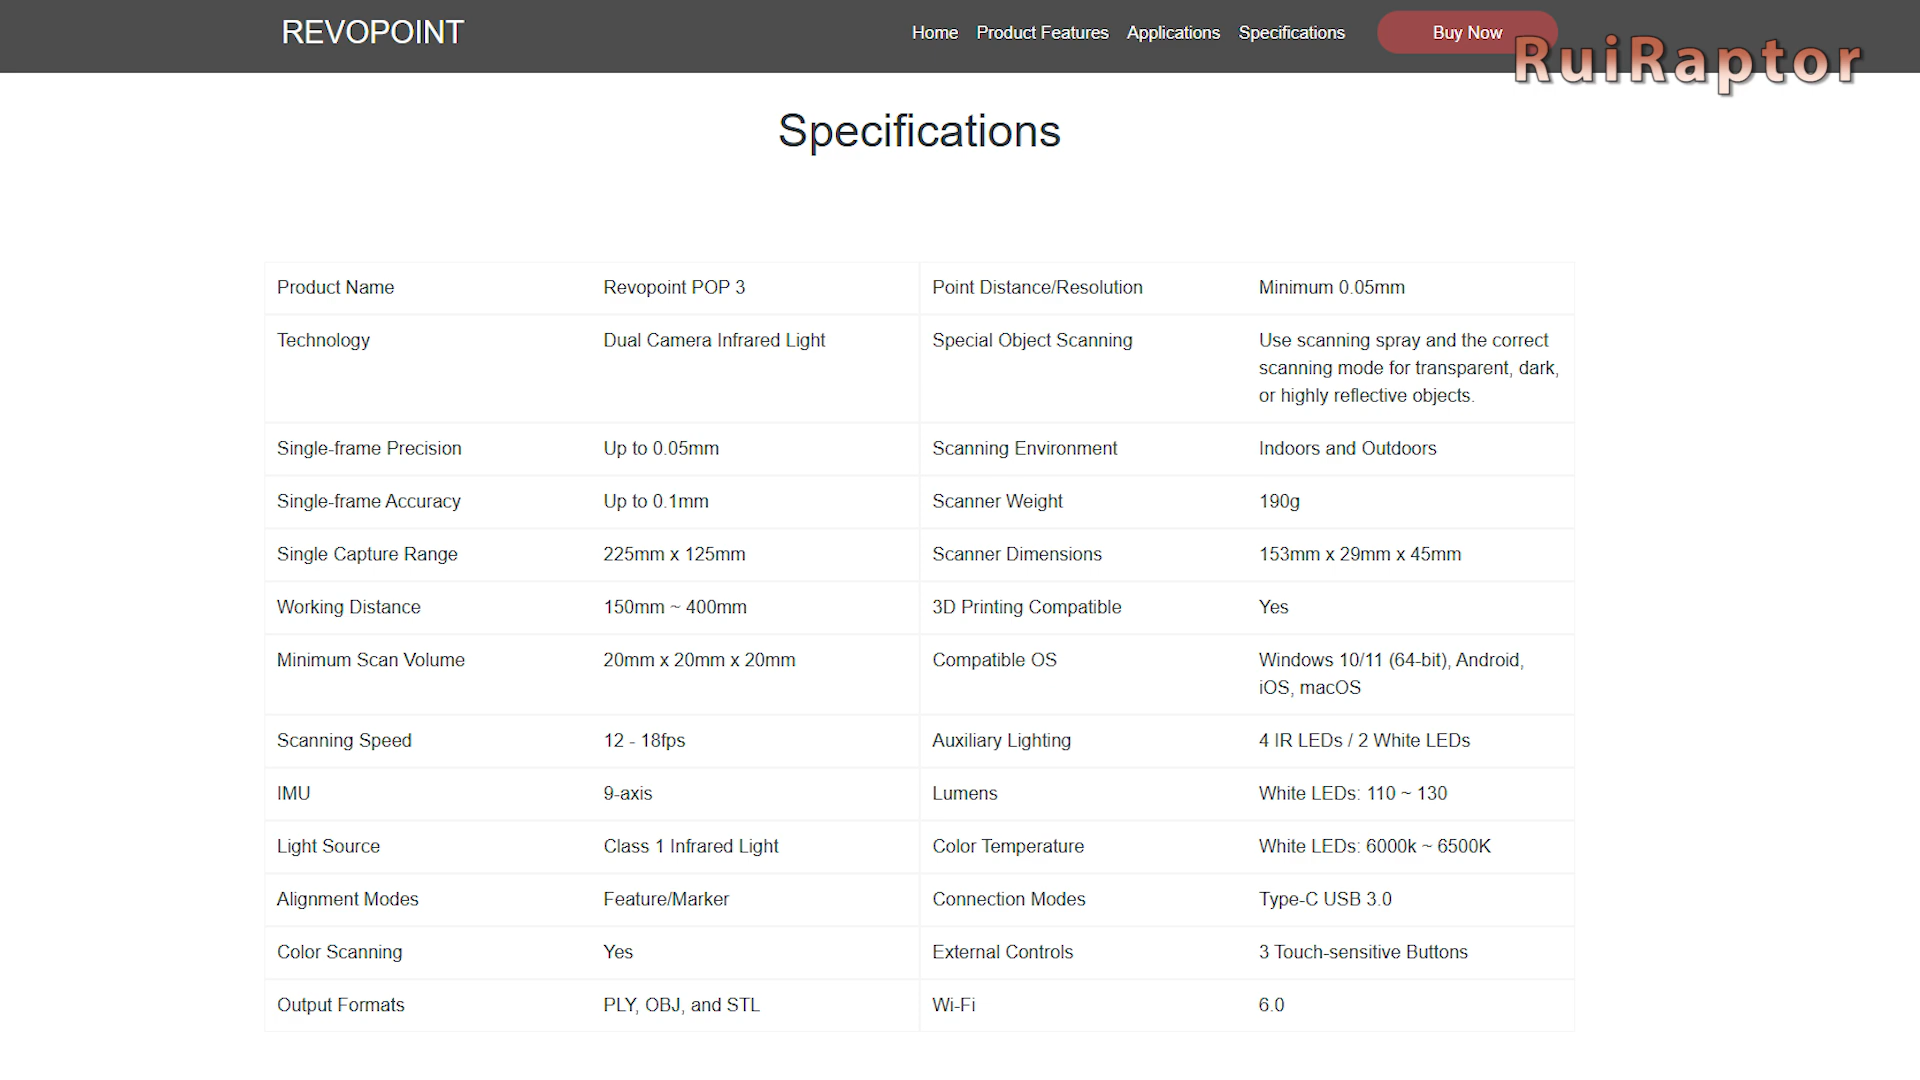 REVOPOINT
Home Product Features Applications Specifications Buy Now
RuiRaptor
Specifications
Product Name Revopoint POP 3 Point Distance/Resolution Minimum 0.05mm
Technology Dual Camera Infrared Light Special Object Scanning Use scanning spray and the correct
scanning mode for transparent, dark,
or highly reflective objects.
Single-frame Precision Up to 0.05mm Scanning Environment Indoors and Outdoors
Single-frame Accuracy Up to 0.1mm Scanner Weight 190g
Single Capture Range 225mm x 125mm Scanner Dimensions 153mm x 29mm x 45mm
Working Distance 150mm ~ 400mm 3D Printing Compatible Yes
Minimum Scan Volume 20mm x 20mm x 20mm Compatible OS Windows 10/11 (64-bit), Android,
iOS, macOS
Scanning Speed 12 - 18fps Auxiliary Lighting 4 IR LEDs / 2 White LEDs
IMU 9-axis Lumens White LEDs: 110 ~ 130
Light Source Class 1 Infrared Light Color Temperature White LEDs: 6000k ~ 6500K
Alignment Modes Feature/Marker Connection Modes Type-C USB 3.0
Color Scanning Yes External Controls 3 Touch-sensitive Buttons
Output Formats PLY, OBJ, and STL Wi-Fi 6.0